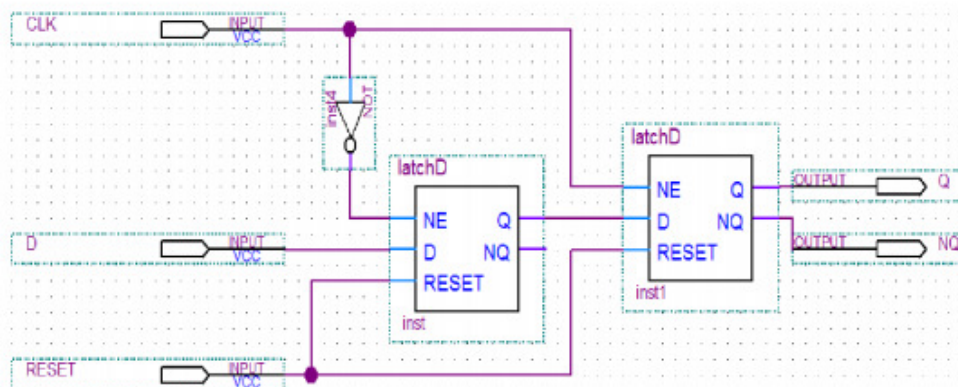 CLK
INPUT
VCC
inst4
NOT
latchD
NE
D
RESET
Q
NQ
inst
latchD
NE
D
RESET
Q
NQ
inst1
OUTPUT
Q
OUTPUT
NQ
D
INPUT
VCC
RESET
INPUT
VCC